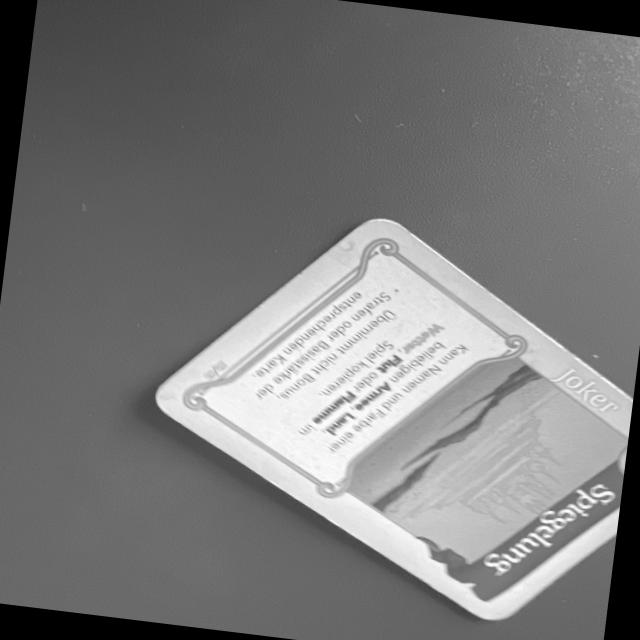 Spiegelung
Joker
Kann Namen und Farbe einer
beliebigen Armee, Land,
Wetter, Flut oder Flamme im
Spiel kopieren.
Übernimmt nicht Bonus
Strafen oder Basisstärke der
entsprechenden Karte